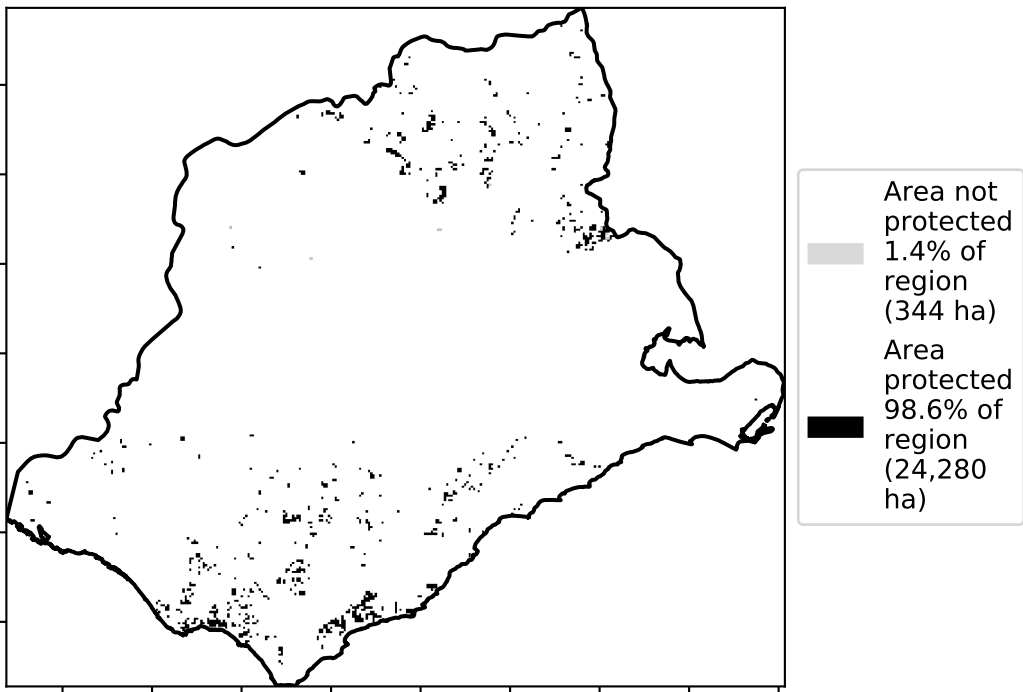 Area not
protected
1.4% of
region
(344 ha)
Area
protected
98.6% of
region
(24,280
ha)